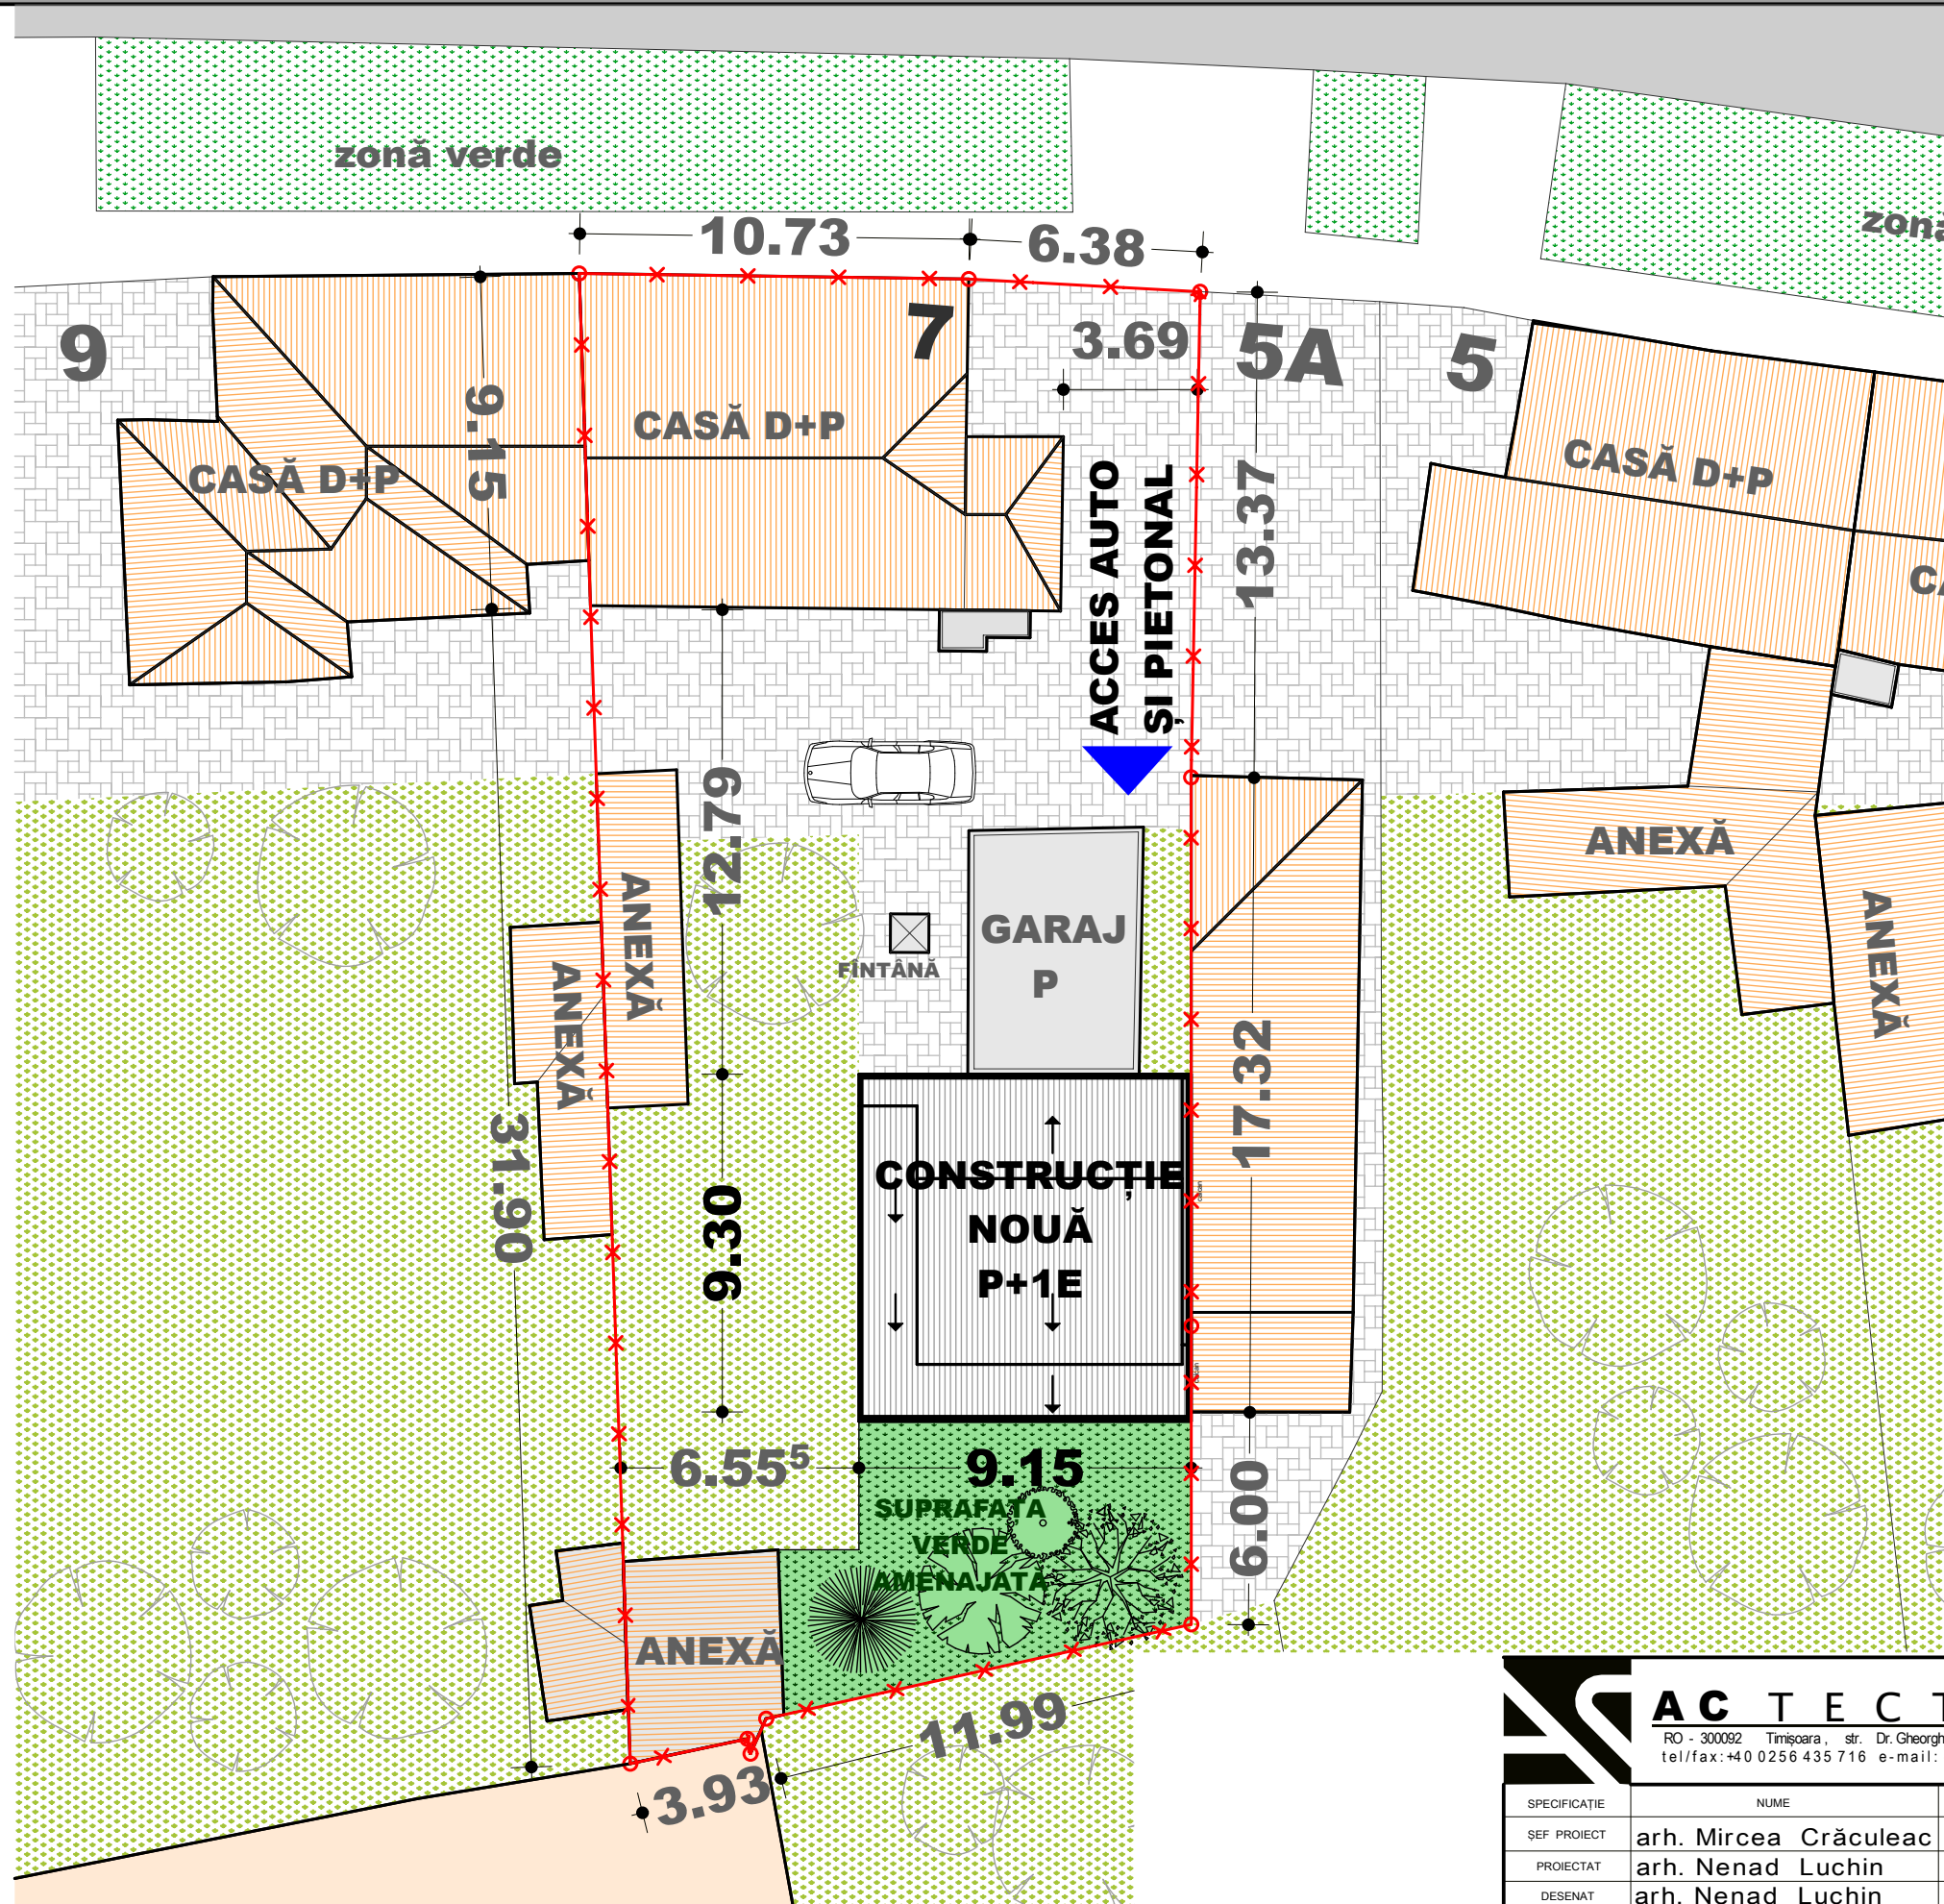 zonă verde
10.73
6.38
9
7
3.69
5A
5
9.15
CASĂ D+P
CASĂ D+P
CASĂ D+P
ACCES AUTO
ȘI PIETONAL
13.37
12.79
ANEXĂ
ANEXĂ
ANEXĂ
ANEXĂ
GARAJ
P
FÎNTÂNĂ
17.32
31.90
9.30
CONSTRUCȚIE
NOUĂ
P+1E
6.55⁵
9.15
6.00
SUPRAFATA
VERDE
AMENAJATA
ANEXĂ
11.99
3.93
AC TECT
RO - 300092 Timișoara, str. Dr. Gheorgh
tel/fax:+40 0256 435 716 e-mail:
SPECIFICAȚIE NUME
ȘEF PROIECT arh. Mircea Crăculeac
PROIECTAT arh. Nenad Luchin
DESENAT arh. Nenad Luchin